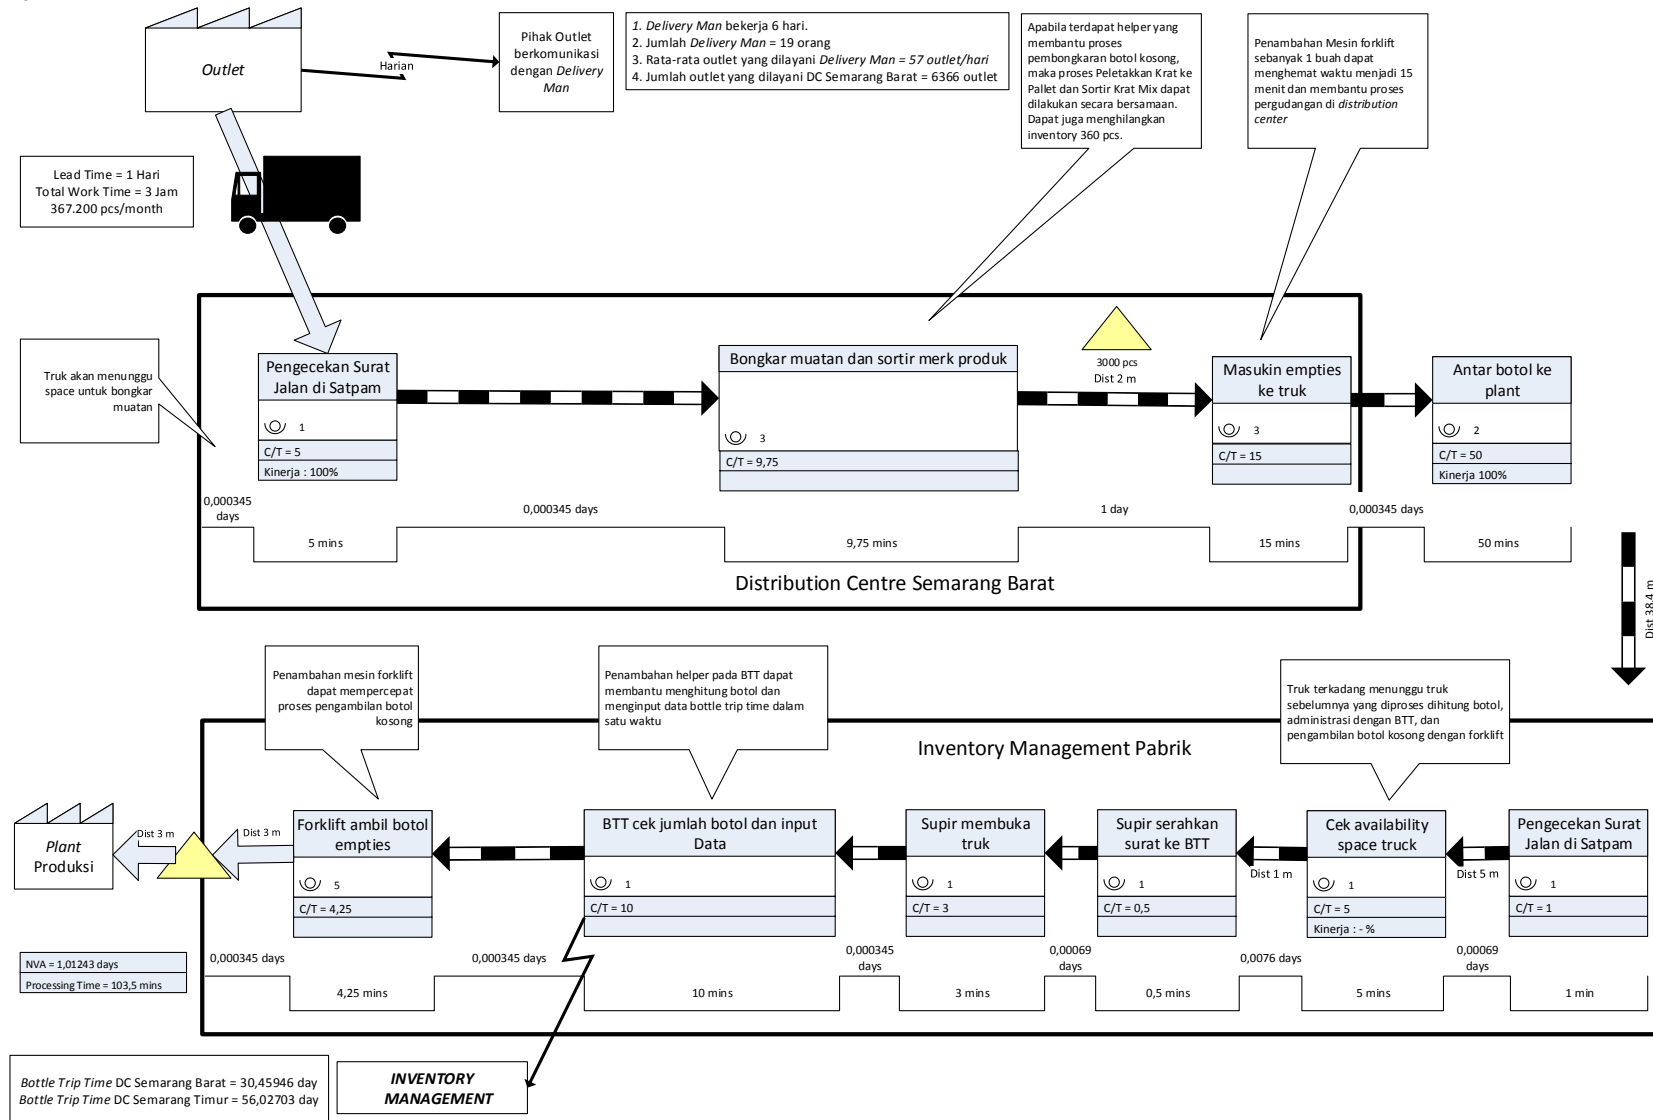 Outlet
Harian
Pihak Outlet
berkomunikasi
dengan Delivery
Man
1. Delivery Man bekerja 6 hari.
2. Jumlah Delivery Man = 19 orang
3. Rata-rata outlet yang dilayani Delivery Man = 57 outlet/hari
4. Jumlah outlet yang dilayani DC Semarang Barat = 6366 outlet
Apabila terdapat helper yang
membantu proses
pembongkaran botol kosong,
maka proses Peletakkan Krat ke
Pallet dan Sortir Krat Mix dapat
dilakukan secara bersamaan.
Dapat juga menghilangkan
inventory 360 pcs.
Penambahan Mesin forklift
sebanyak 1 buah dapat
menghemat waktu menjadi 15
menit dan membantu proses
pergudangan di distribution
center
Lead Time = 1 Hari
Total Work Time = 3 Jam
367.200 pcs/month
Truk akan menunggu
space untuk bongkar
muatan
Pengecekan Surat
Jalan di Satpam
1
C/T = 5
Kinerja : 100%
Bongkar muatan dan sortir merk produk
3
C/T = 9,75
3000 pcs
Dist 2 m
Masukin empties
ke truk
3
C/T = 15
Antar botol ke
plant
2
C/T = 50
Kinerja 100%
0,000345
days
5 mins
0,000345 days
9,75 mins
1 day
15 mins
0,000345 days
50 mins
Distribution Centre Semarang Barat
Dist 38,4 m
Penambahan mesin forklift
dapat mempercepat
proses pengambilan botol
kosong
Penambahan helper pada BTT dapat
membantu menghitung botol dan
menginput data bottle trip time dalam
satu waktu
Truk terkadang menunggu truk
sebelumnya yang diproses dihitung botol,
administrasi dengan BTT, dan
pengambilan botol kosong dengan forklift
Inventory Management Pabrik
Plant
Produksi
Dist 3 m
Dist 3 m
Forklift ambil botol
empties
5
C/T = 4,25
BTT cek jumlah botol dan input
Data
1
C/T = 10
Supir membuka
truk
1
C/T = 3
Supir serahkan
surat ke BTT
1
C/T = 0,5
Dist 1 m
Cek availability
space truck
1
C/T = 5
Kinerja : - %
Dist 5 m
Pengecekan Surat
Jalan di Satpam
1
C/T = 1
NVA = 1,01243 days
Processing Time = 103,5 mins
0,000345 days
4,25 mins
0,000345 days
10 mins
0,000345
days
3 mins
0,00069
days
0,5 mins
0,0076 days
5 mins
0,00069
days
1 min
Bottle Trip Time DC Semarang Barat = 30,45946 day
Bottle Trip Time DC Semarang Timur = 56,02703 day
INVENTORY
MANAGEMENT